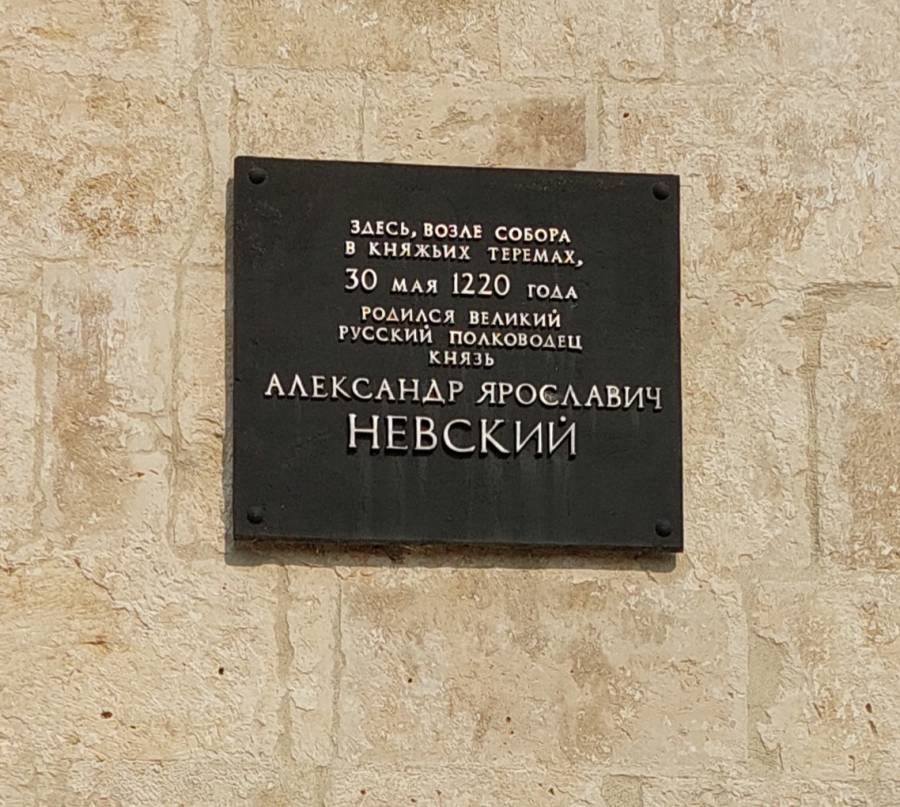 ЗДЕСЬ, ВОЗЛЕ СОБОРА
В КНЯЖЬИХ ТЕРЕМАХ,
30 МАЯ 1220 ГОДА
РОДИЛСЯ ВЕЛИКИЙ
РУССКИЙ ПОЛКОВОДЕЦ
КНЯЗЬ
АЛЕКСАНДР ЯРОСЛАВИЧ
НЕВСКИЙ